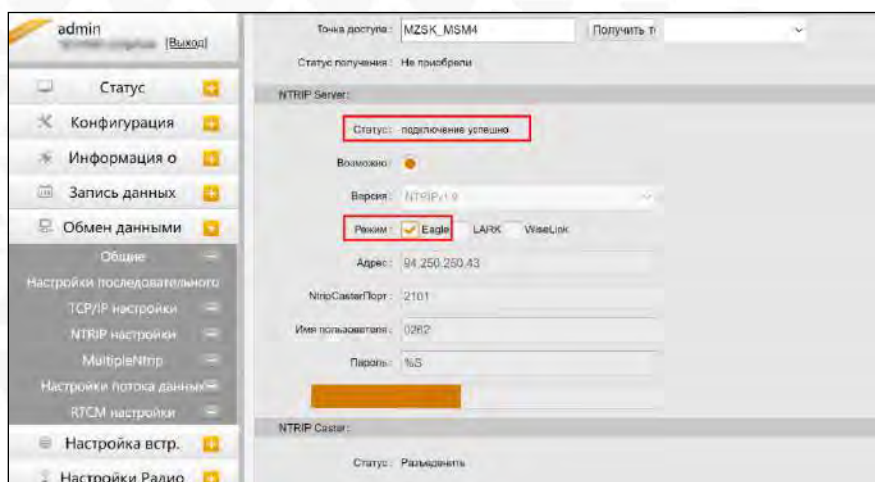 admin
[Выход]
Статус
Конфигурация
Информация о
Запись данных
Обмен данными
Общие
Настройки последовательного
TCP/IP настройки
NTRIP настройки
MultipleNtrip
Настройки потока данных
RTCM настройки
Настройка встр.
Настройки Радио
Точка доступа: MZSK_MSM4 Получить т
Статус получения: Не приобрели
NTRIP Server:
Статус: подключение успешно
Возможно:
Версия: NTRIPv1.0
Режим: Eagle LARK WiseLink
Адрес: 94.250.250.43
NtripCasterПорт: 2101
Имя пользователя: 0262
Пароль: %S
NTRIP Caster:
Статус: Разъединить